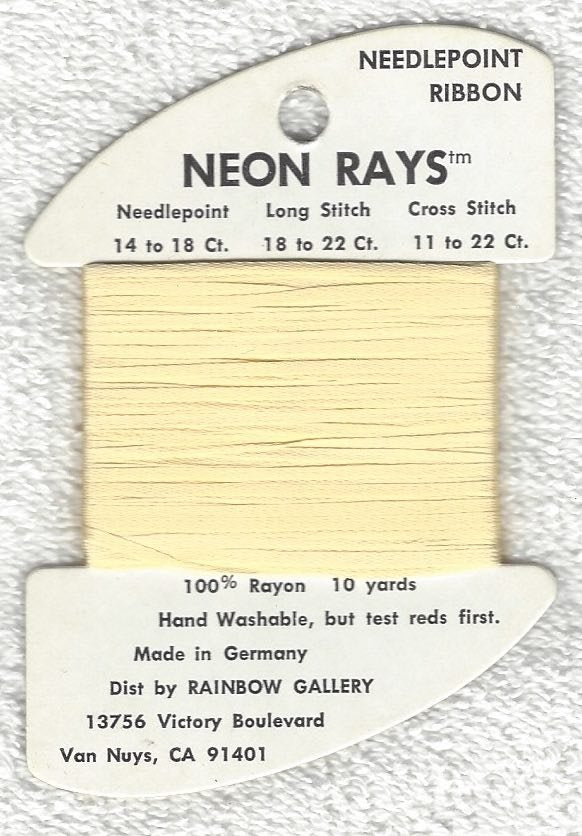 NEEDLEPOINT
RIBBON
NEON RAYS™
Needlepoint Long Stitch Cross Stitch
14 to 18 Ct. 18 to 22 Ct. 11 to 22 Ct.
100% Rayon 10 yards
Hand Washable, but test reds first.
Made in Germany
Dist by RAINBOW GALLERY
13756 Victory Boulevard
Van Nuys, CA 91401